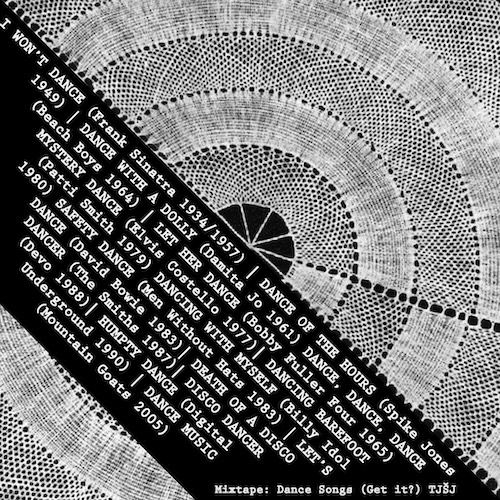 I WON'T DANCE (Frank Sinatra 1934/1957) | DANCE OF THE HOURS (Spike Jones
1949) | DANCE WITH A DOLLY (Damita Jo 1961) DANCE, DANCE, DANCE
(Beach Boys 1964) | LET HER DANCE (Bobby Fuller Four 1965)
MYSTERY DANCE (Elvis Costello 1977)| DANCING BAREFOOT
(Patti Smith 1979) DANCING WITH MYSELF (Billy Idol
1980) SAFETY DANCE (Men Without Hats 1983) | LET'S
DANCE (David Bowie 1983)| DEATH OF A DISCO
DANCER (The Smiths 1987)| DISCO DANCER
(Devo 1988)| HUMPTY DANCE (Digital
Underground 1990) | DANCE MUSIC
(Mountain Goats 2005)
Mixtape: Dance Songs (Get it?) TJŠJ